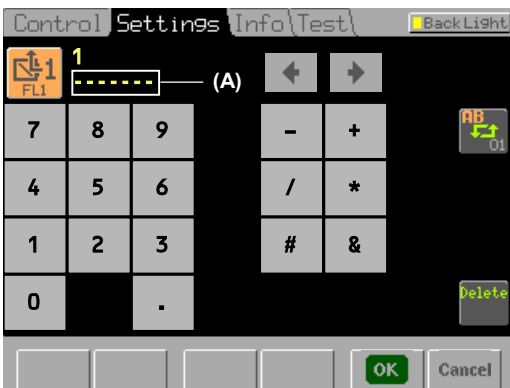 Control Settings Info Test BackLight
1 1
FL1 ------- (A)
7 8 9 - +
AB
01
4 5 6 / *
1 2 3 # &
0 .
Delete
OK Cancel